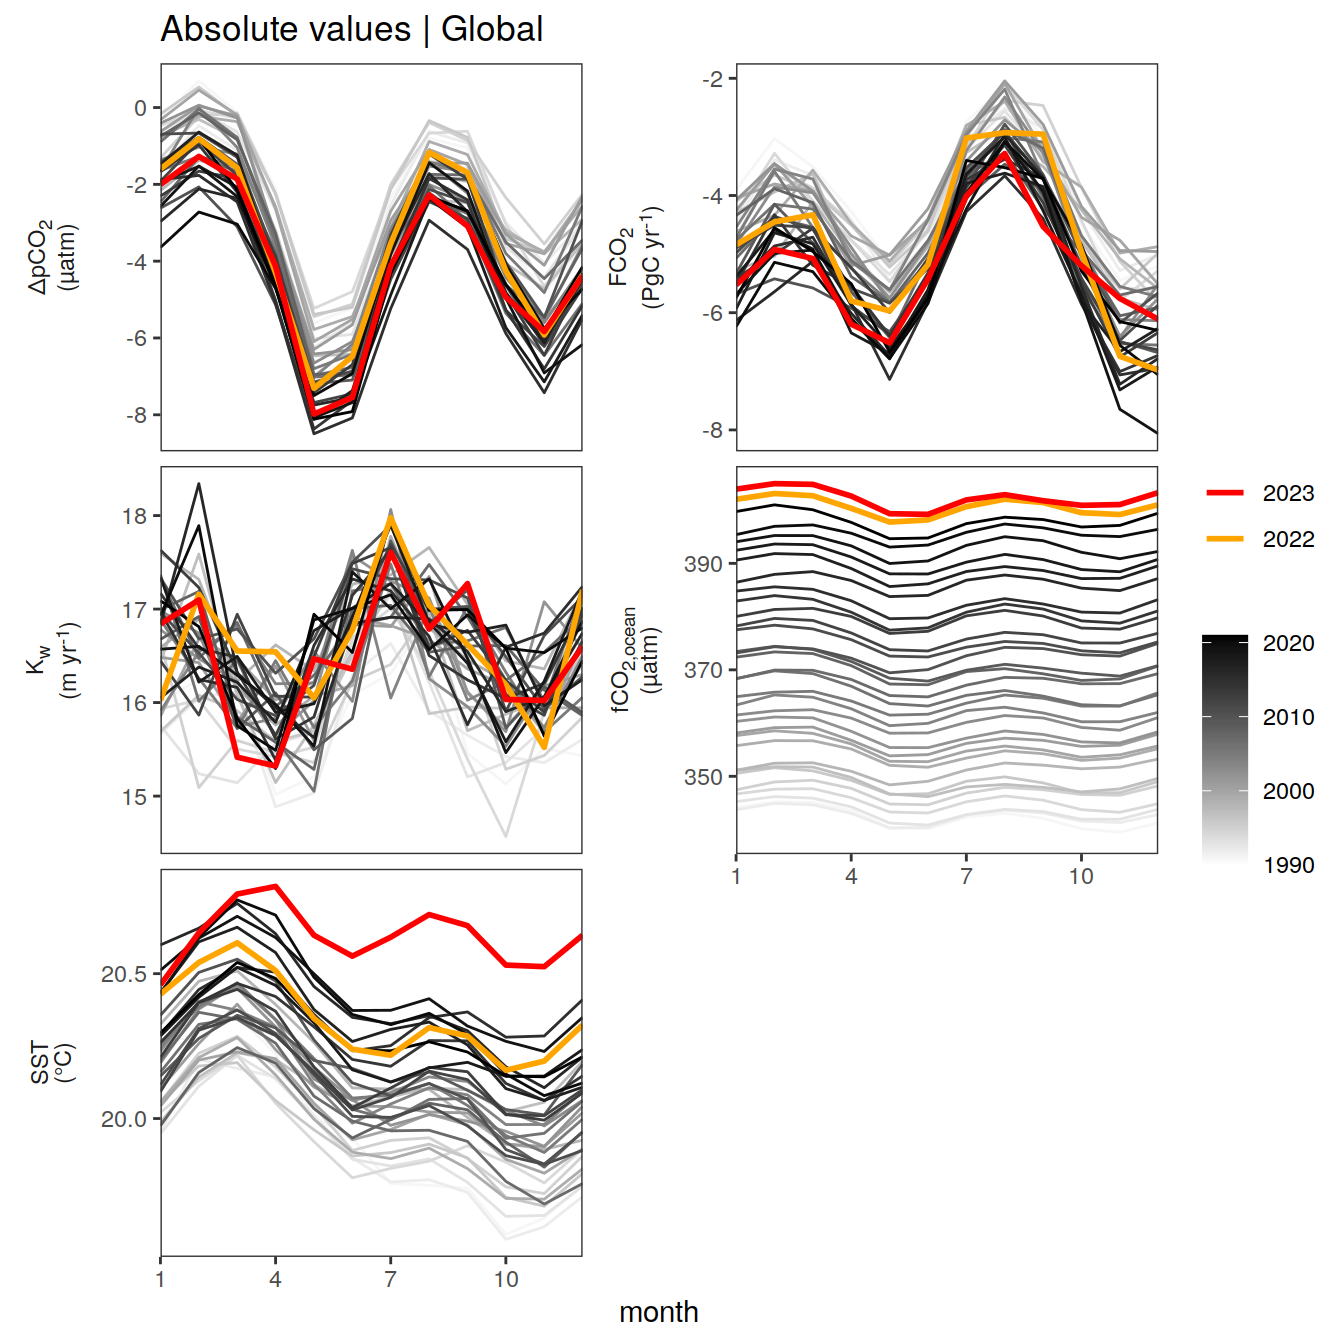 Absolute values | Global
ΔpCO2
(µatm)
0
-2
-4
-6
-8
FCO2
(PgC yr-1)
-2
-4
-6
-8
Kw
(m yr-1)
18
17
16
15
fCO2,ocean
(µatm)
390
370
350
1 4 7 10
SST
(°C)
20.5
20.0
1 4 7 10
month
2023
2022
2020
2010
2000
1990